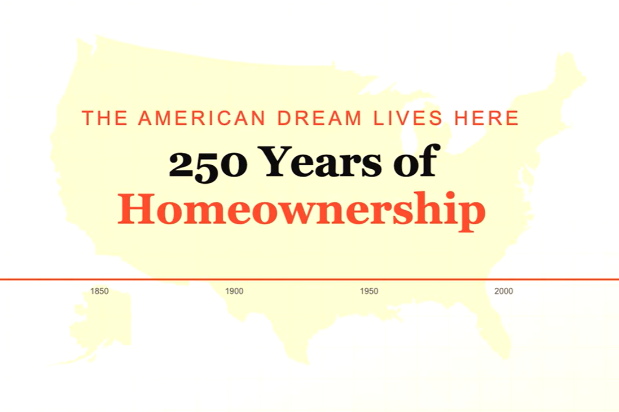 THE AMERICAN DREAM LIVES HERE
250 Years of
Homeownership
1850 1900 1950 2000